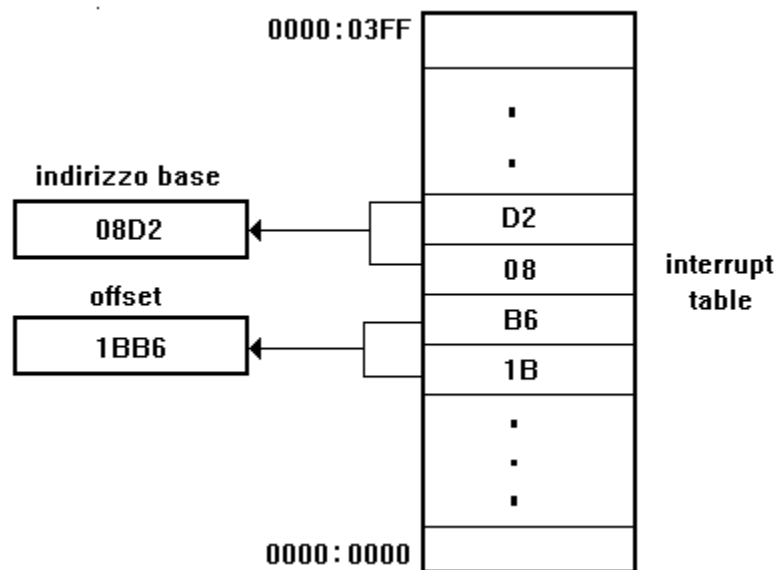 0000:03FF
indirizzo base
08D2
offset
1BB6
D2
08
B6
1B
interrupt
table
0000:0000